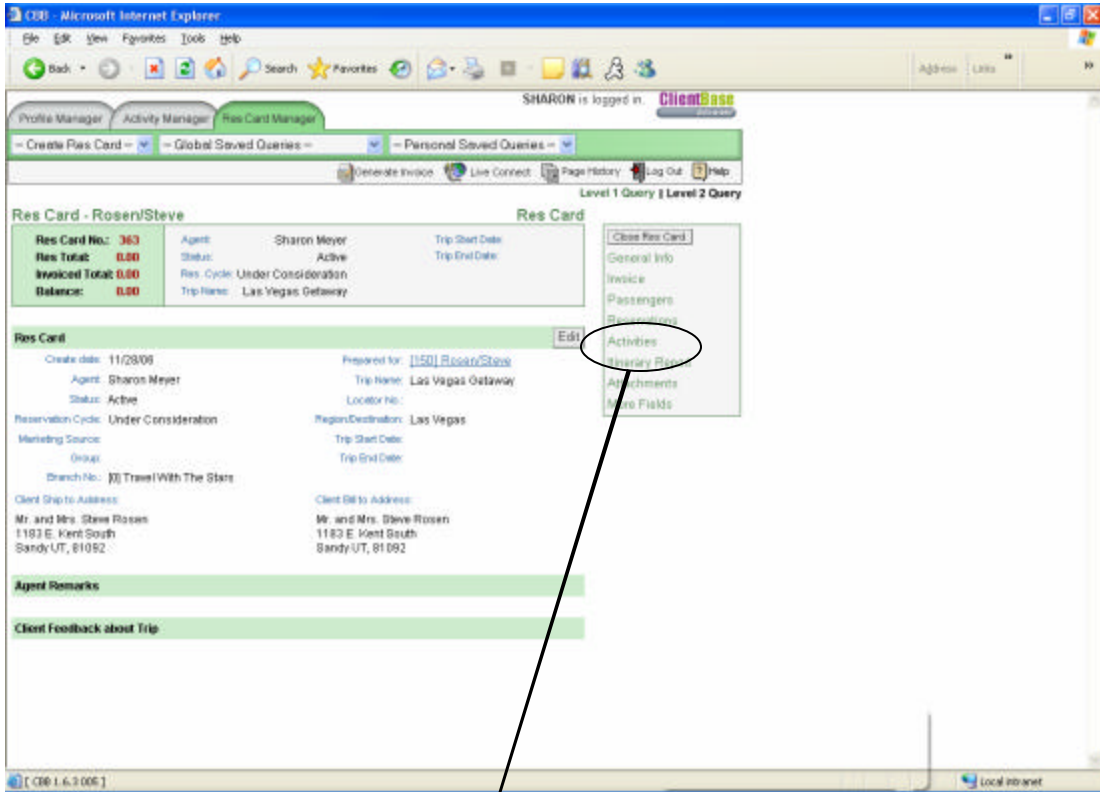 CBB - Microsoft Internet Explorer
File Edit View Favorites Tools Help
Back Search Favorites Address Links
SHARON is logged in. ClientBase
Profile Manager Activity Manager Res Card Manager
-- Create Res Card -- -- Global Saved Queries -- -- Personal Saved Queries --
Generate Invoice Live Connect Page History Log Out Help
Level 1 Query | Level 2 Query
Res Card - Rosen/Steve Res Card
Res Card No.: 363 Agent: Sharon Meyer Trip Start Date:
Res Total: 0.00 Status: Active Trip End Date:
Invoiced Total: 0.00 Res. Cycle: Under Consideration
Balance: 0.00 Trip Name: Las Vegas Getaway
Close Res Card
General Info
Invoice
Passengers
Reservations
Activities
Itinerary Report
Attachments
More Fields
Res Card Edit
Create date: 11/28/06 Prepared for: [150] Rosen/Steve
Agent: Sharon Meyer Trip Name: Las Vegas Getaway
Status: Active Locator No.:
Reservation Cycle: Under Consideration Region/Destination: Las Vegas
Marketing Source: Trip Start Date:
Group: Trip End Date:
Branch No.: [0] Travel With The Stars
Client Ship to Address: Client Bill to Address:
Mr. and Mrs. Steve Rosen Mr. and Mrs. Steve Rosen
1183 E. Kent South 1183 E. Kent South
Sandy UT, 81092 Sandy UT, 81092
Agent Remarks
Client Feedback about Trip
[ CBB 1.6.3.005 ] Local intranet